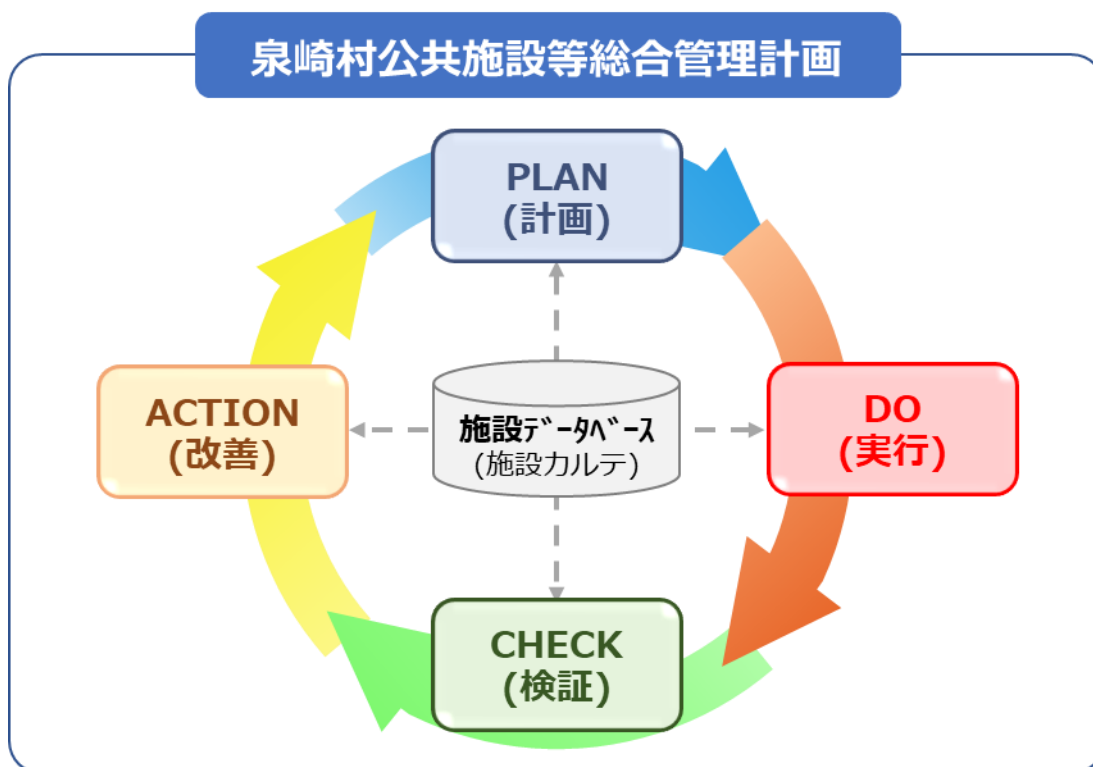 泉崎村公共施設等総合管理計画
PLAN
(計画)
ACTION
(改善)
施設ﾃﾞｰﾀﾍﾞｰｽ
(施設カルテ)
DO
(実行)
CHECK
(検証)